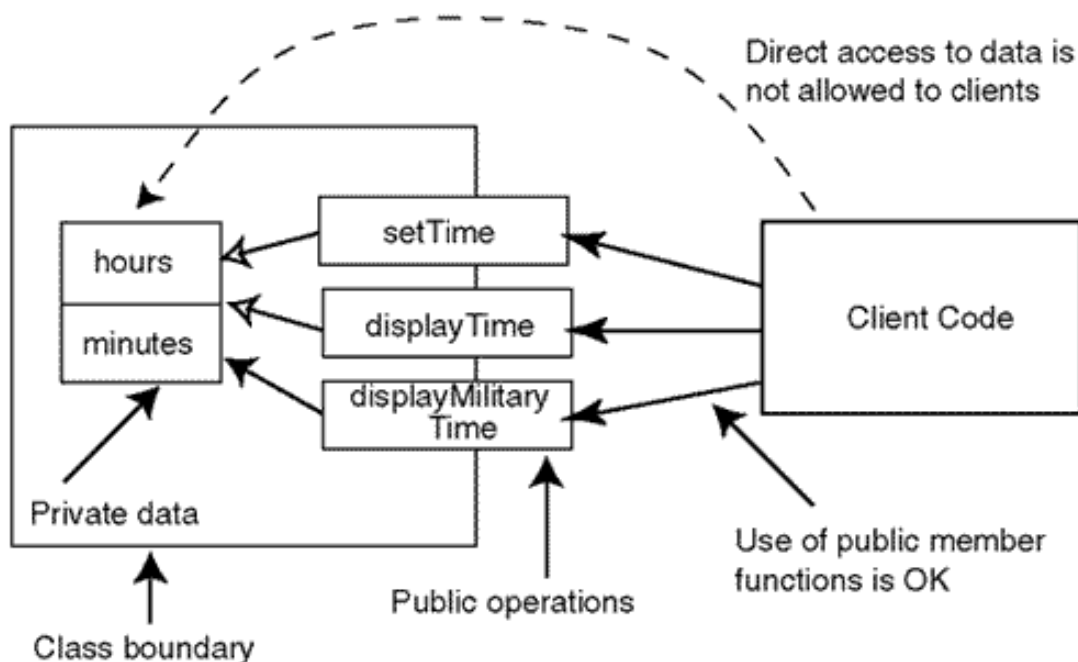 Direct access to data is
not allowed to clients
setTime
hours
displayTime
Client Code
minutes
displayMilitary
Time
Private data
Use of public member
functions is OK
Public operations
Class boundary